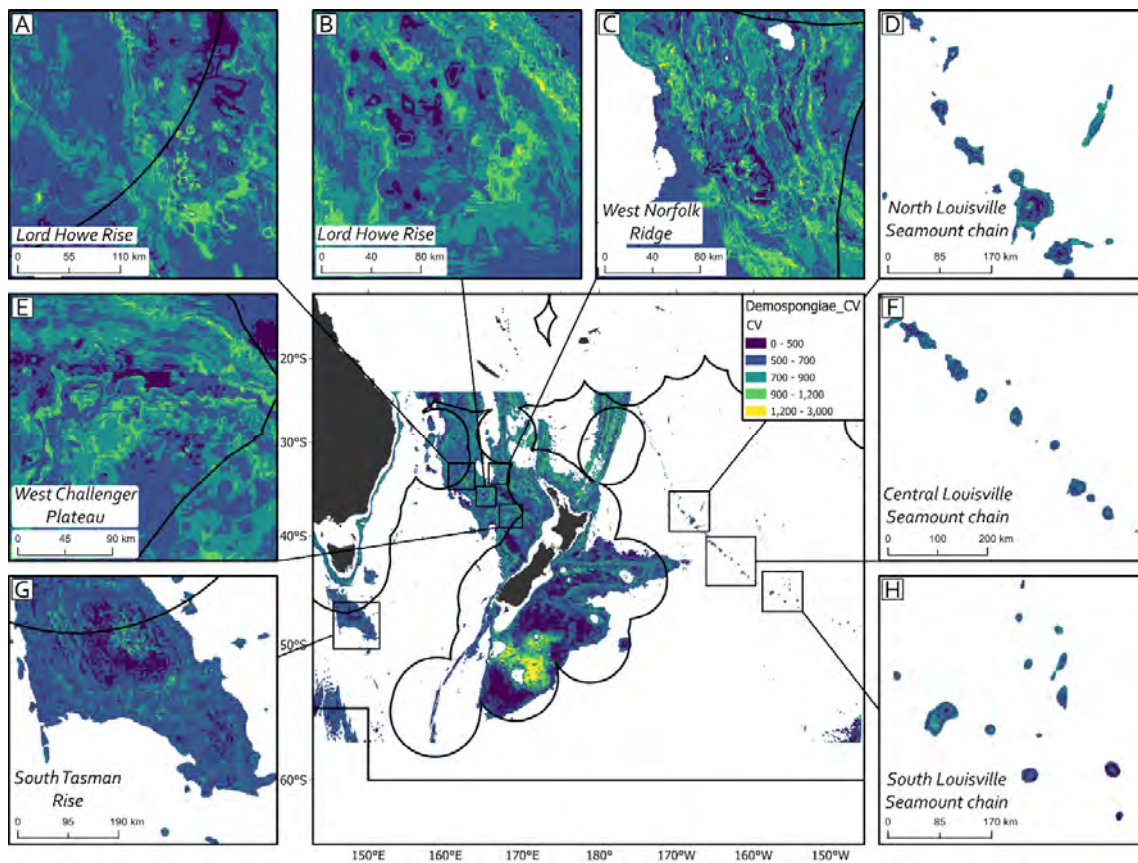 A
Lord Howe Rise
0 55 110 km
B
Lord Howe Rise
0 40 80 km
C
West Norfolk
Ridge
0 40 80 km
D
North Louisville
Seamount chain
0 85 170 km
E
West Challenger
Plateau
0 45 90 km
Demospongiae_CV
CV
0 - 500
500 - 700
700 - 900
900 - 1,200
1,200 - 3,000
20°S
30°S
40°S
50°S
60°S
150°E 160°E 170°E 180° 170°W 160°W 150°W
F
Central Louisville
Seamount chain
0 100 200 km
G
South Tasman
Rise
0 95 190 km
H
South Louisville
Seamount chain
0 85 170 km